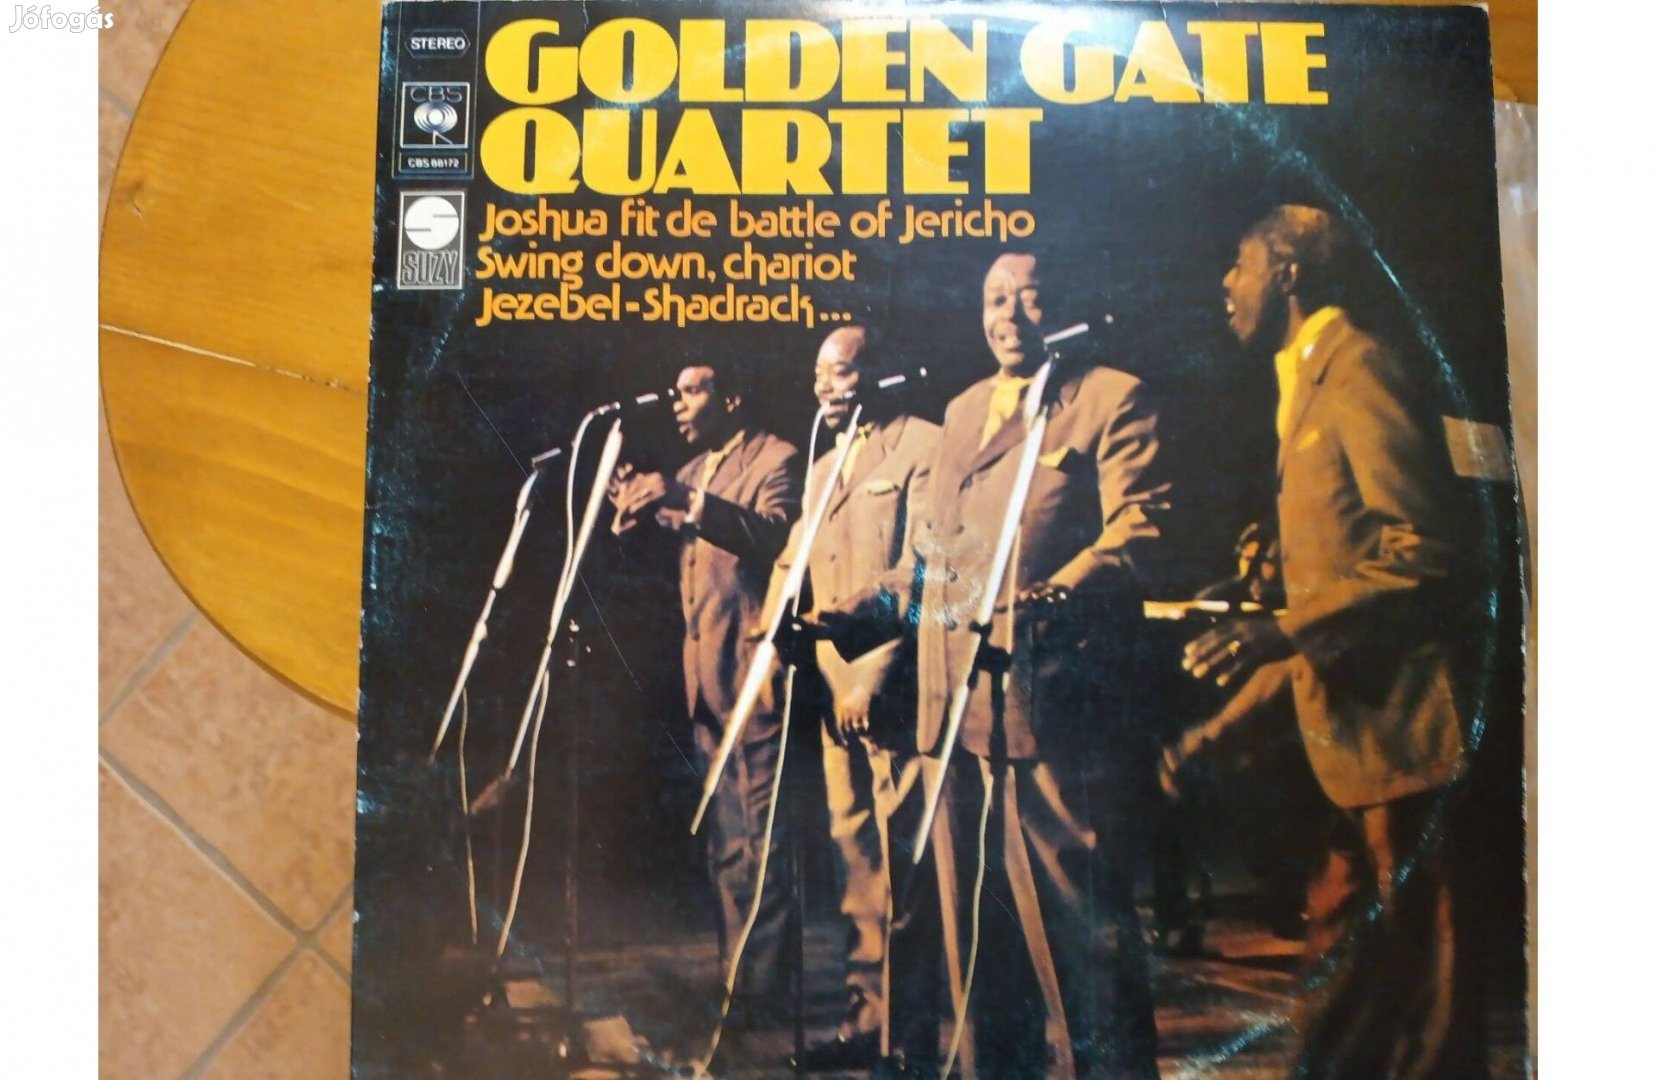 Jófogás
STEREO
CBS
CBS 88172
SUZY
GOLDEN GATE
QUARTET
Joshua fit de battle of Jericho
Swing down, chariot
Jezebel-Shadrack...